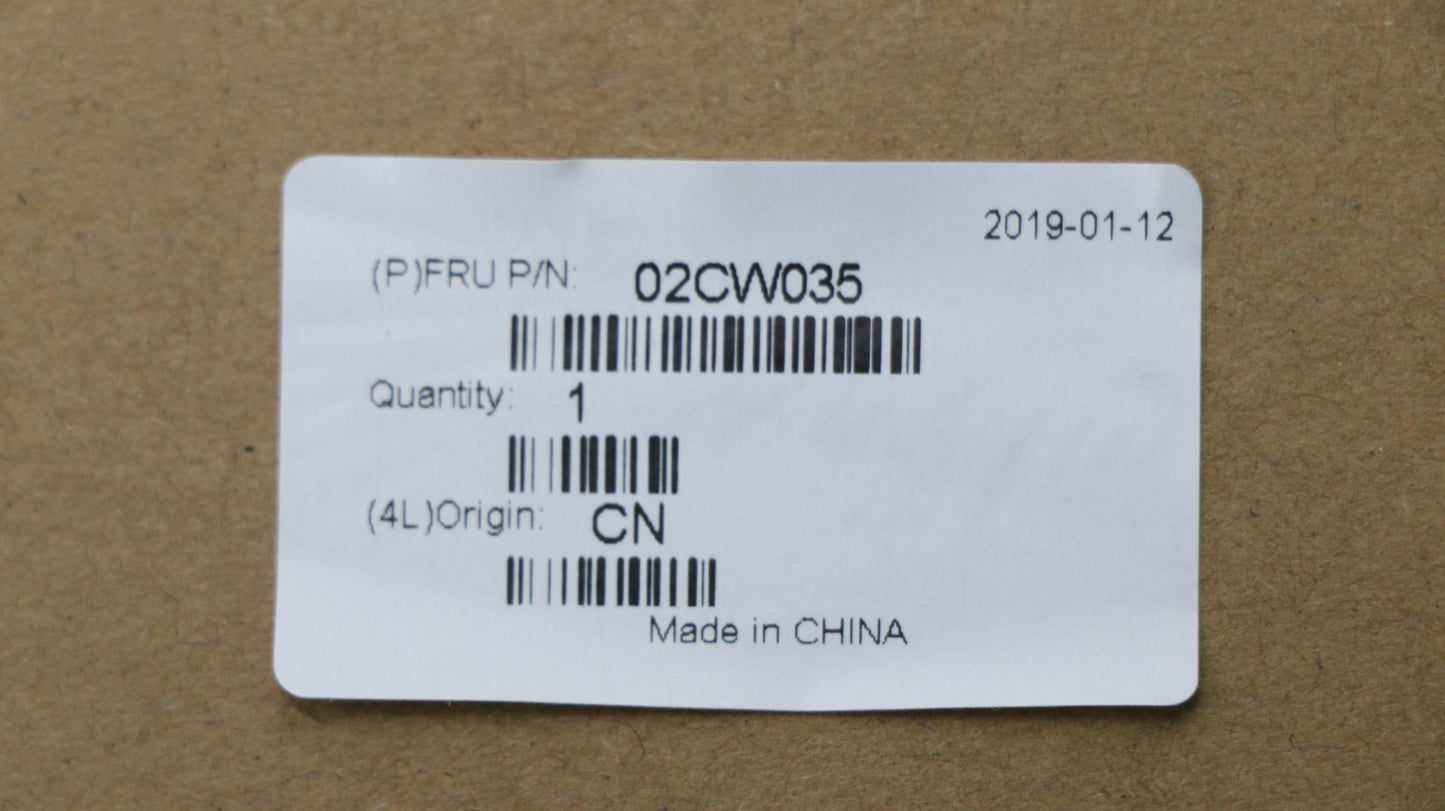 2019-01-12
(P)FRU P/N: 02CW035
Quantity: 1
(4L)Origin: CN
Made in CHINA